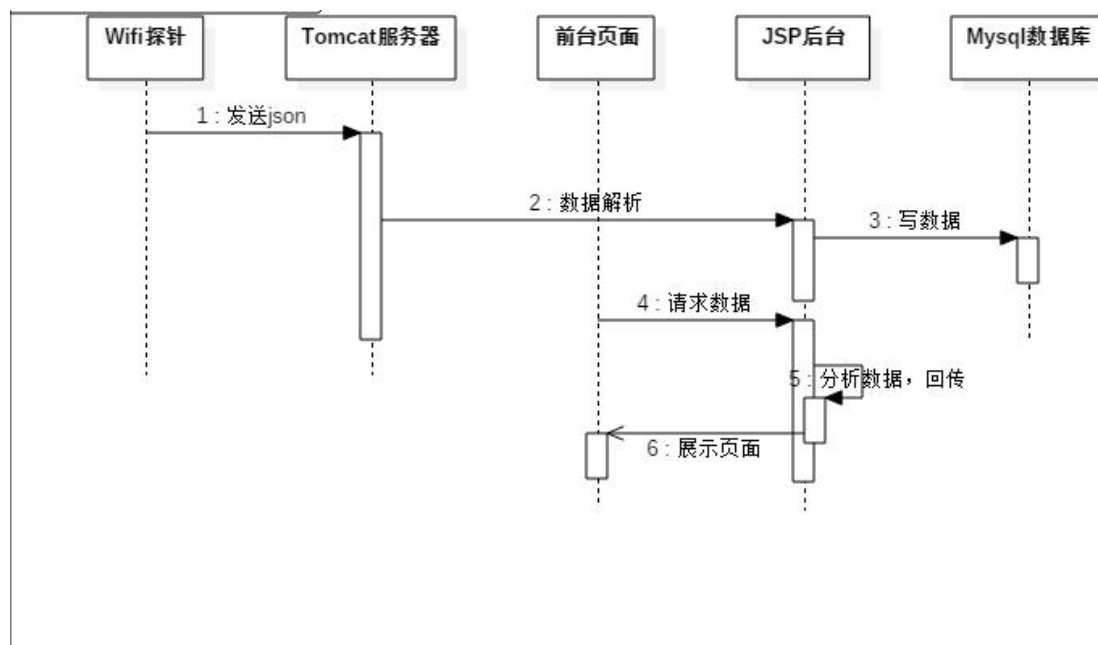 Wifi探针
Tomcat服务器
前台页面
JSP后台
Mysql数据库
1 : 发送json
2 : 数据解析
3 : 写数据
4 : 请求数据
5 : 分析数据，回传
6 : 展示页面